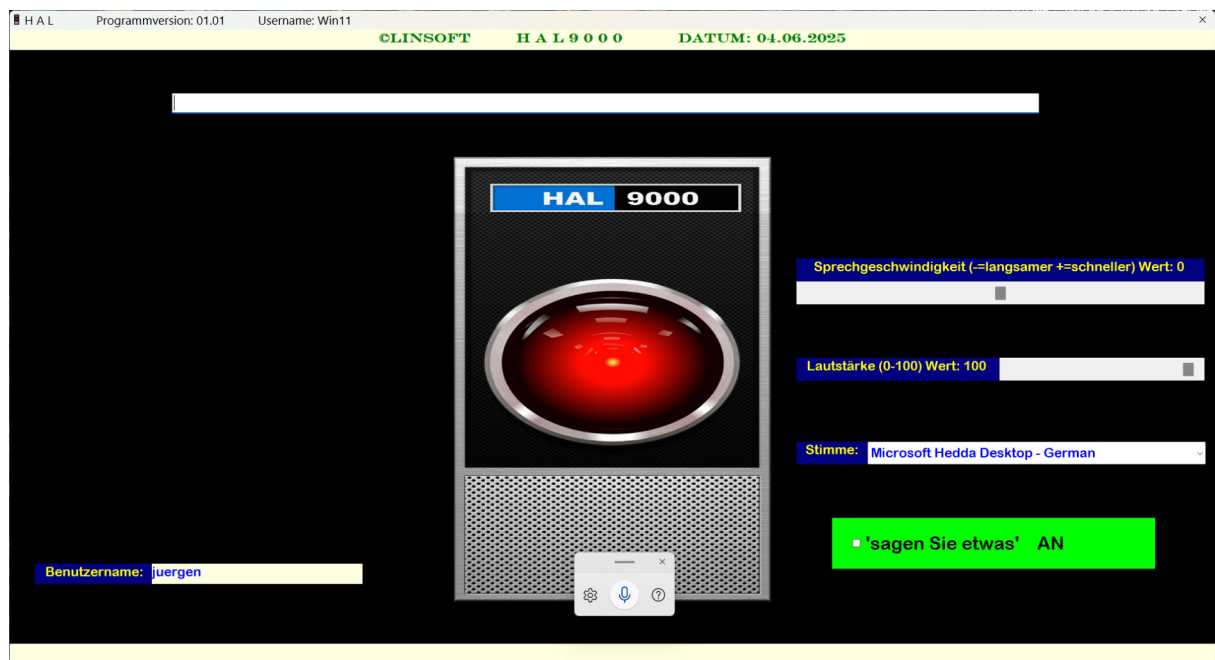 H A L Programmversion: 01.01 Username: Win11
©LINSOFT H A L 9 0 0 0 DATUM: 04.06.2025
HAL 9000
Sprechgeschwindigkeit (-=langsamer +=schneller) Wert: 0
Lautstärke (0-100) Wert: 100
Stimme: Microsoft Hedda Desktop - German
'sagen Sie etwas' AN
Benutzername: juergen